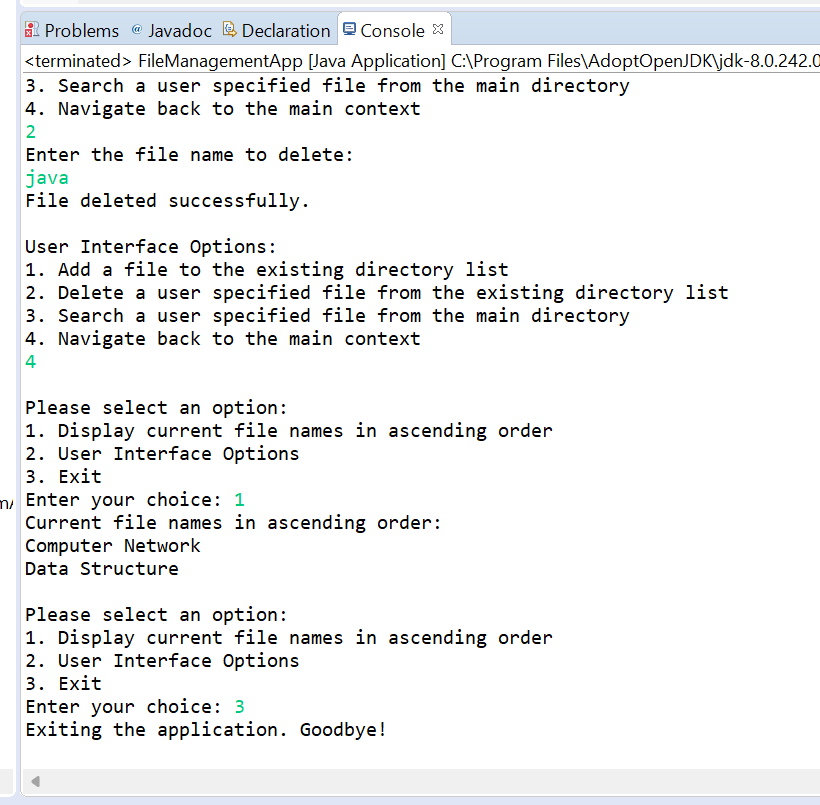 Problems @ Javadoc Declaration Console
<terminated> FileManagementApp [Java Application] C:\Program Files\AdoptOpenJDK\jdk-8.0.242.0
3. Search a user specified file from the main directory
4. Navigate back to the main context
2
Enter the file name to delete:
java
File deleted successfully.
User Interface Options:
1. Add a file to the existing directory list
2. Delete a user specified file from the existing directory list
3. Search a user specified file from the main directory
4. Navigate back to the main context
4
Please select an option:
1. Display current file names in ascending order
2. User Interface Options
3. Exit
Enter your choice: 1
Current file names in ascending order:
Computer Network
Data Structure
Please select an option:
1. Display current file names in ascending order
2. User Interface Options
3. Exit
Enter your choice: 3
Exiting the application. Goodbye!